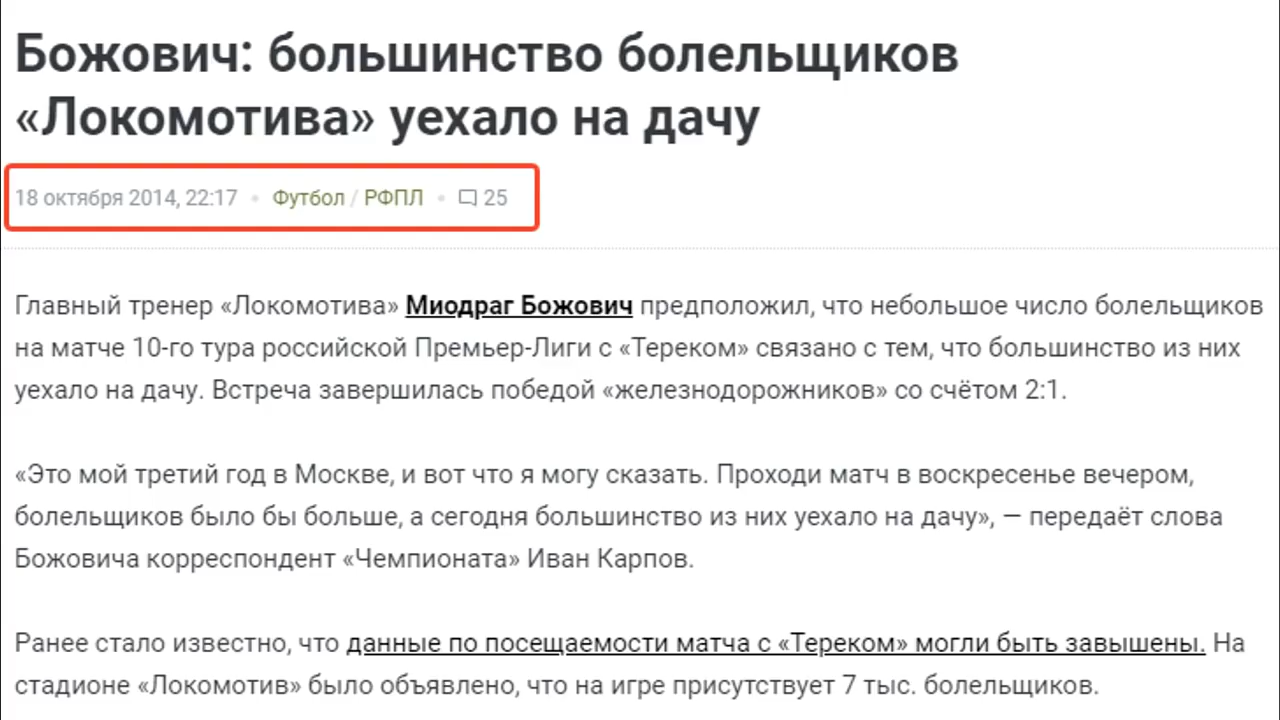 Божович: большинство болельщиков
«Локомотива» уехало на дачу
18 октября 2014, 22:17 • Футбол / РФПЛ • 25
Главный тренер «Локомотива» Миодраг Божович предположил, что небольшое число болельщиков
на матче 10-го тура российской Премьер-Лиги с «Тереком» связано с тем, что большинство из них
уехало на дачу. Встреча завершилась победой «железнодорожников» со счётом 2:1.
«Это мой третий год в Москве, и вот что я могу сказать. Проходи матч в воскресенье вечером,
болельщиков было бы больше, а сегодня большинство из них уехало на дачу», — передаёт слова
Божовича корреспондент «Чемпионата» Иван Карпов.
Ранее стало известно, что данные по посещаемости матча с «Тереком» могли быть завышены. На
стадионе «Локомотив» было объявлено, что на игре присутствует 7 тыс. болельщиков.